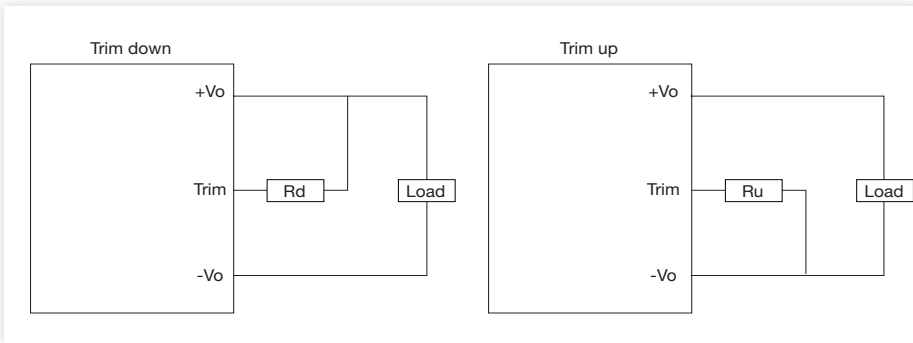 Trim down
+Vo
Trim
Rd
Load
-Vo
Trim up
+Vo
Trim
Ru
Load
-Vo